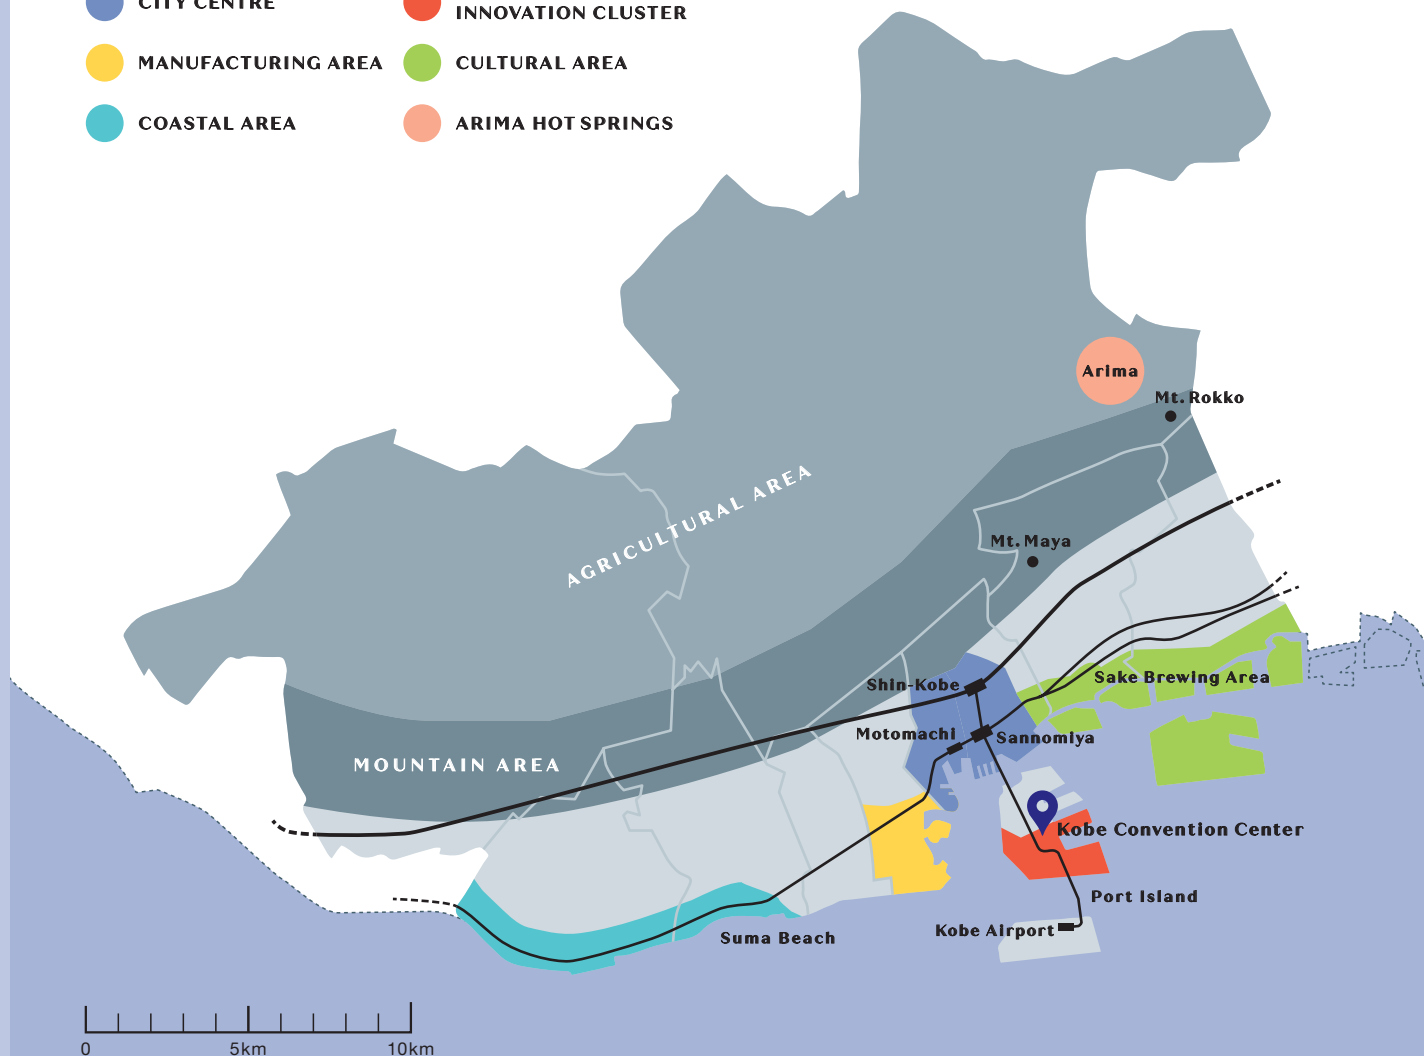 CITY CENTRE
INNOVATION CLUSTER
MANUFACTURING AREA
CULTURAL AREA
COASTAL AREA
ARIMA HOT SPRINGS
Arima
Mt. Rokko
AGRICULTURAL AREA
Mt. Maya
Sake Brewing Area
Shin-Kobe
Motomachi
Sannomiya
MOUNTAIN AREA
Kobe Convention Center
Port Island
Kobe Airport
Suma Beach
0
5km
10km